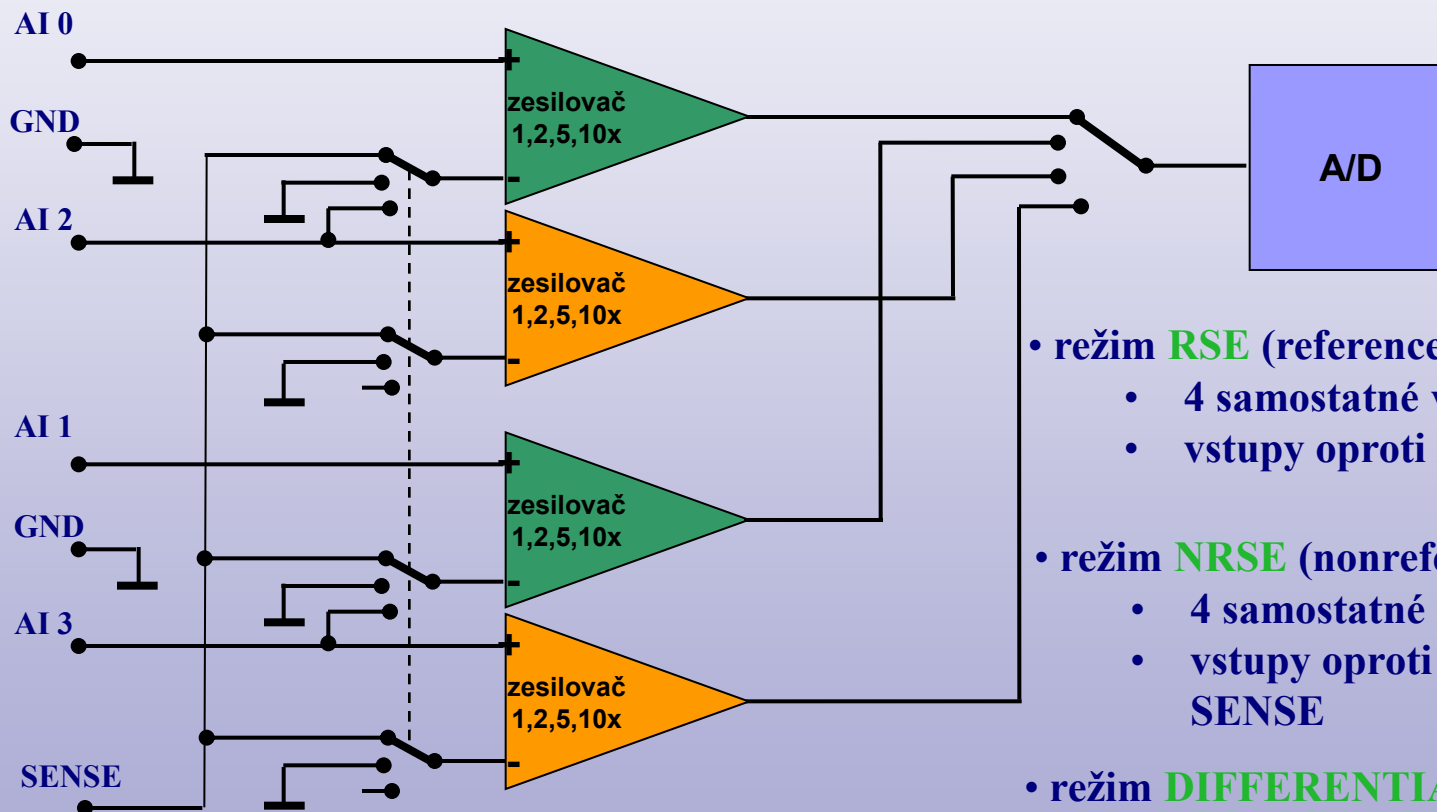 AI 0
+
zesilovač
1,2,5,10x
-
GND
AI 2
+
zesilovač
1,2,5,10x
-
AI 1
+
zesilovač
1,2,5,10x
-
GND
AI 3
+
zesilovač
1,2,5,10x
-
SENSE
A/D
• režim RSE (reference
• 4 samostatné
• vstupy oproti
• režim NRSE (nonrefe
• 4 samostatné
• vstupy oproti
SENSE
• režim DIFFERENTIA